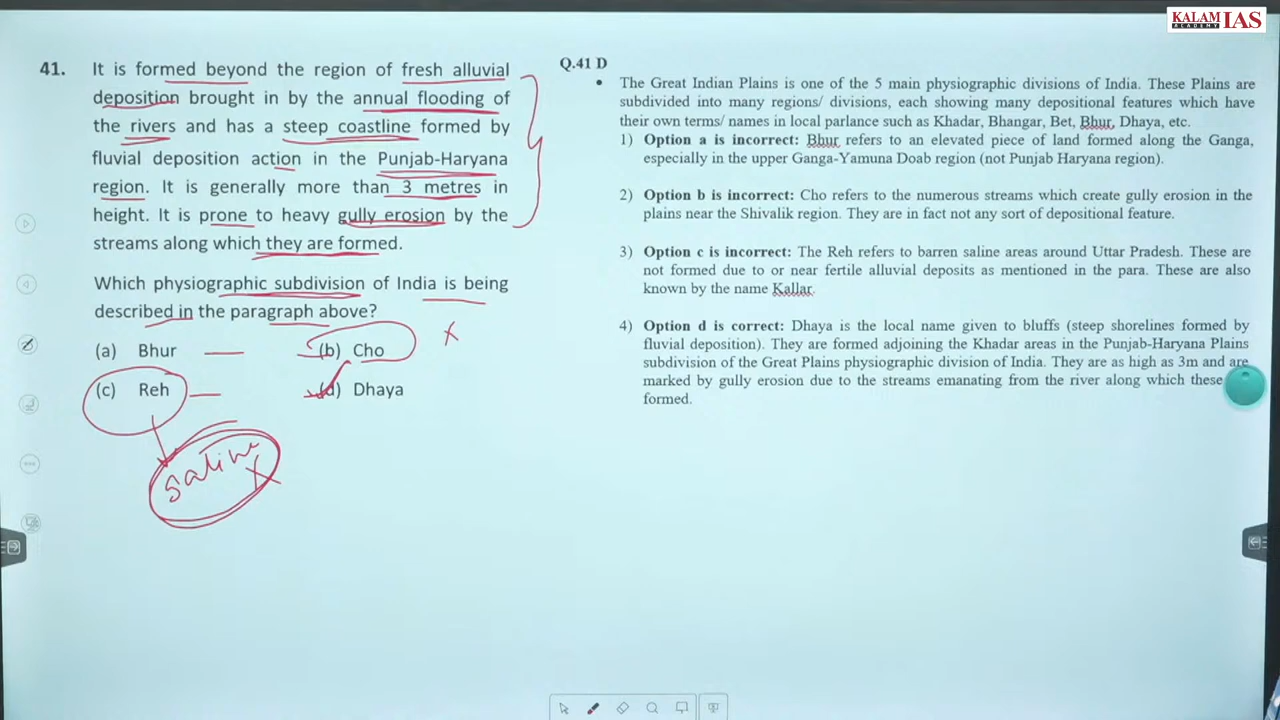 KALAM IAS
ACADEMY
41. It is formed beyond the region of fresh alluvial
deposition brought in by the annual flooding of
the rivers and has a steep coastline formed by
fluvial deposition action in the Punjab-Haryana
region. It is generally more than 3 metres in
height. It is prone to heavy gully erosion by the
streams along which they are formed.
Which physiographic subdivision of India is being
described in the paragraph above?
(a) Bhur (b) Cho
(c) Reh (d) Dhaya
saline
Q.41 D
• The Great Indian Plains is one of the 5 main physiographic divisions of India. These Plains are
subdivided into many regions/ divisions, each showing many depositional features which have
their own terms/ names in local parlance such as Khadar, Bhangar, Bet, Bhur, Dhaya, etc.
1) Option a is incorrect: Bhur refers to an elevated piece of land formed along the Ganga,
especially in the upper Ganga-Yamuna Doab region (not Punjab Haryana region).
2) Option b is incorrect: Cho refers to the numerous streams which create gully erosion in the
plains near the Shivalik region. They are in fact not any sort of depositional feature.
3) Option c is incorrect: The Reh refers to barren saline areas around Uttar Pradesh. These are
not formed due to or near fertile alluvial deposits as mentioned in the para. These are also
known by the name Kallar.
4) Option d is correct: Dhaya is the local name given to bluffs (steep shorelines formed by
fluvial deposition). They are formed adjoining the Khadar areas in the Punjab-Haryana Plains
subdivision of the Great Plains physiographic division of India. They are as high as 3m and are
marked by gully erosion due to the streams emanating from the river along which these
formed.